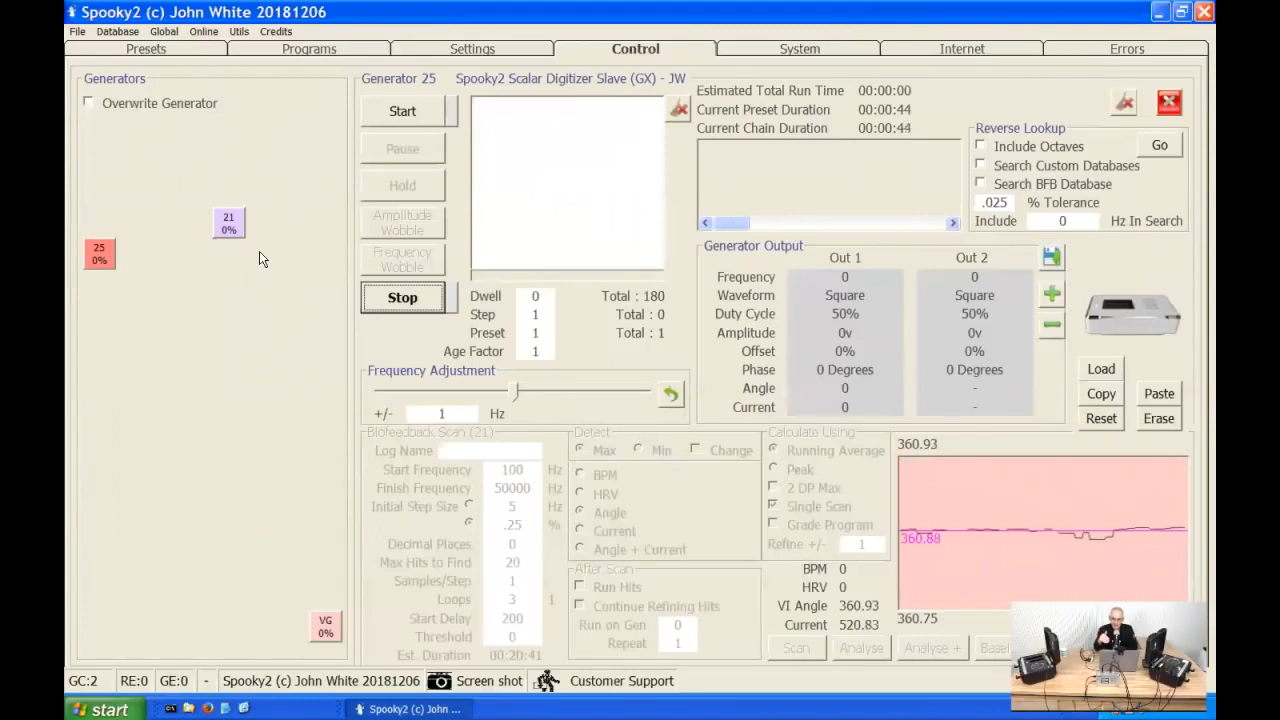 Spooky2 (c) John White 20181206
File Database Global Online Utils Credits
Presets Programs Settings Control System Internet Errors
Generators
Overwrite Generator
21
0%
25
0%
VG
0%
Generator 25 Spooky2 Scalar Digitizer Slave (GX) - JW
Start
Pause
Hold
Amplitude
Wobble
Frequency
Wobble
Stop
Dwell 0 Total : 180
Step 1 Total : 0
Preset 1 Total : 1
Age Factor 1
Frequency Adjustment
+/- 1 Hz
Estimated Total Run Time 00:00:00
Current Preset Duration 00:00:44
Current Chain Duration 00:00:44
Reverse Lookup
Include Octaves Go
Search Custom Databases
Search BFB Database
.025 % Tolerance
Include 0 Hz In Search
Generator Output
Out 1 Out 2
Frequency 0 0
Waveform Square Square
Duty Cycle 50% 50%
Amplitude 0v 0v
Offset 0% 0%
Phase 0 Degrees 0 Degrees
Angle 0 -
Current 0 -
Load
Copy Paste
Reset Erase
Biofeedback Scan (21)
Log Name
Start Frequency 100 Hz
Finish Frequency 50000 Hz
Initial Step Size 5 Hz
.25 %
Decimal Places 0
Max Hits to Find 20
Samples/Step 1
Loops 3 1
Start Delay 200
Threshold 0
Est. Duration 00:20:41
Detect
Max Min Change
BPM
HRV
Angle
Current
Angle + Current
After Scan
Run Hits
Continue Refining Hits
Run on Gen 0
Repeat 1
Calculate Using
Running Average
Peak
2 DP Max
Single Scan
Grade Program
Refine +/- 1
BPM 0
HRV 0
VI Angle 360.93
Current 520.83
360.93
360.88
360.75
Scan Analyse Analyse + Basel
GC:2 RE:0 GE:0 - Spooky2 (c) John White 20181206 Screen shot Customer Support
start Spooky2 (c) John ...